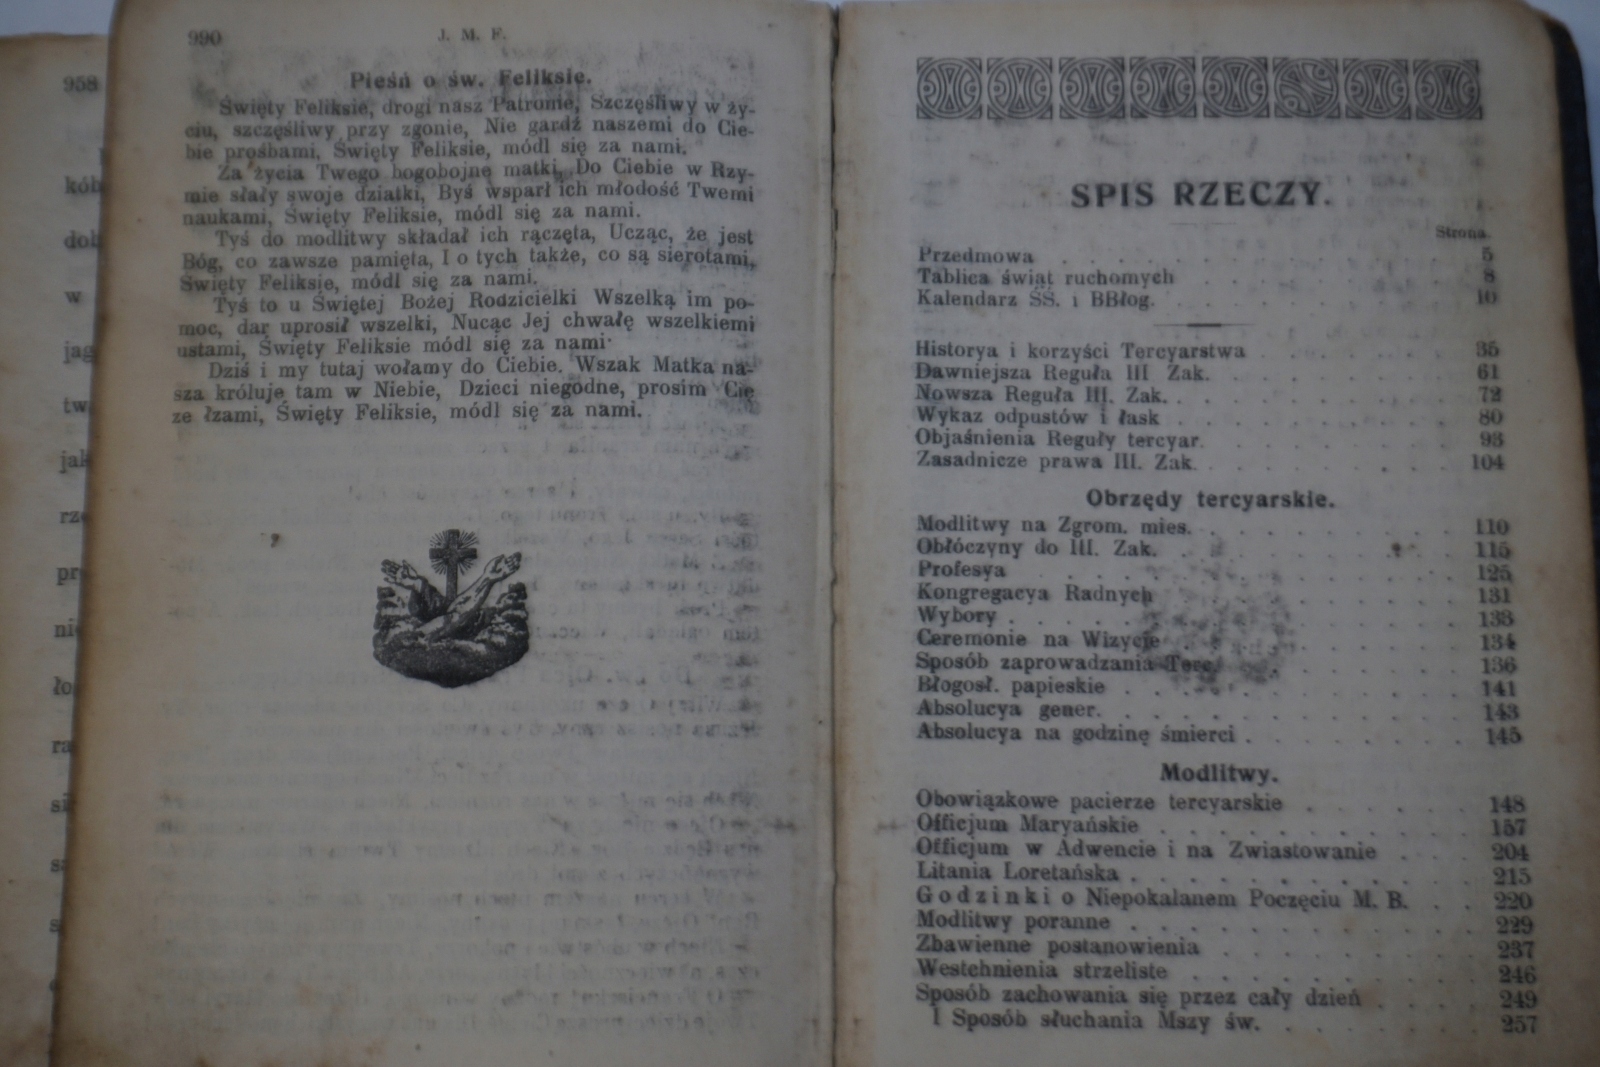 958
kób
dob
w
jag
tw
jak
rz
pr
ni
ło
ra
si
990
J. M. F.
Pieśń o św. Feliksie.
Święty Feliksie, drogi nasz Patronie, Szczęśliwy w ży-
ciu, szczęśliwy przy zgonie, Nie gardź naszemi do Cie-
bie prośbami, Święty Feliksie, módl się za nami.
Za życia Twego bogobojne matki, Do Ciebie w Rzy-
mie słały swoje dziatki, Byś wsparł ich młodość Twemi
naukami, Święty Feliksie, módl się za nami.
Tyś do modlitwy składał ich rączęta, Ucząc, że jest
Bóg, co zawsze pamięta, I o tych także, co są sierotami,
Święty Feliksie, módl się za nami.
Tyś to u Świętej Bożej Rodzicielki Wszelką im po-
moc, dar uprosił wszelki, Nucąc Jej chwałę wszelkiemi
ustami, Święty Feliksie módl się za nami·
Dziś i my tutaj wołamy do Ciebie. Wszak Matka na-
sza króluje tam w Niebie, Dzieci niegodne, prosim Cię
ze łzami, Święty Feliksie, módl się za nami.
SPIS RZECZY.
Strona.
Przedmowa . . . . . . . . . . 5
Tablica świąt ruchomych . . . . . . 8
Kalendarz ŚŚ. i BBłog. . . . . . . . 10
Historya i korzyści Tercyarstwa . . . . . 35
Dawniejsza Reguła III Zak. . . . . . . 61
Nowsza Reguła III. Zak. . . . . . . . 72
Wykaz odpustów i łask . . . . . . . 80
Objaśnienia Reguły tercyar. . . . . . . 93
Zasadnicze prawa III. Zak. . . . . . . 104
Obrzędy tercyarskie.
Modlitwy na Zgrom. mies. . . . . . . 110
Obłóczyny do III. Zak. . . . . . . . 115
Profesya . . . . . . . . . . 125
Kongregacya Radnych . . . . . . . 131
Wybory . . . . . . . . . . . 133
Ceremonie na Wizycje . . . . . . . 134
Sposób zaprowadzania Terc. . . . . . 136
Błogosł. papieskie . . . . . . . . 141
Absolucya gener. . . . . . . . . . 143
Absolucya na godzinę śmierci . . . . . . 145
Modlitwy.
Obowiązkowe pacierze tercyarskie . . . . . 148
Officjum Maryańskie . . . . . . . . 157
Officjum w Adwencie i na Zwiastowanie . . . 204
Litania Loretańska . . . . . . . . . 215
Godzinki o Niepokalanem Poczęciu M. B. . . 220
Modlitwy poranne . . . . . . . . . 229
Zbawienne postanowienia . . . . . . . 237
Westchnienia strzeliste . . . . . . . 246
Sposób zachowania się przez cały dzień . . . 249
I Sposób słuchania Mszy św. . . . . . . 257